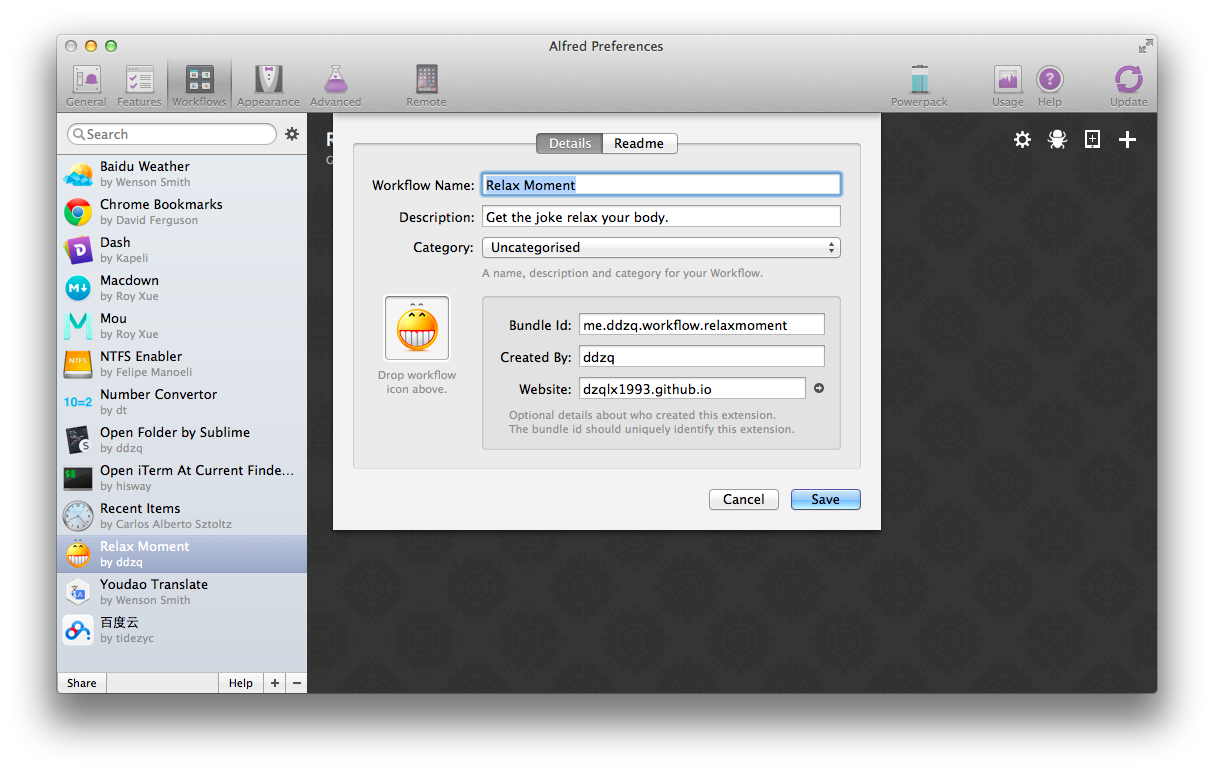 Alfred Preferences
General Features Workflows Appearance Advanced Remote Powerpack Usage Help Update
Search
Baidu Weather
by Wenson Smith
Chrome Bookmarks
by David Ferguson
D
Dash
by Kapeli
M
Macdown
by Roy Xue
Mou
by Roy Xue
NTFS
NTFS Enabler
by Felipe Manoeli
10=2
Number Convertor
by dt
S
Open Folder by Sublime
by ddzq
Open iTerm At Current Finde...
by hisway
Recent Items
by Carlos Alberto Sztoltz
Relax Moment
by ddzq
Youdao Translate
by Wenson Smith
百度云
by tidezyc
Share Help + −
Details Readme
Workflow Name: Relax Moment
Description: Get the joke relax your body.
Category: Uncategorised
A name, description and category for your Workflow.
Drop workflow
icon above.
Bundle Id: me.ddzq.workflow.relaxmoment
Created By: ddzq
Website: dzqlx1993.github.io
Optional details about who created this extension.
The bundle id should uniquely identify this extension.
Cancel Save